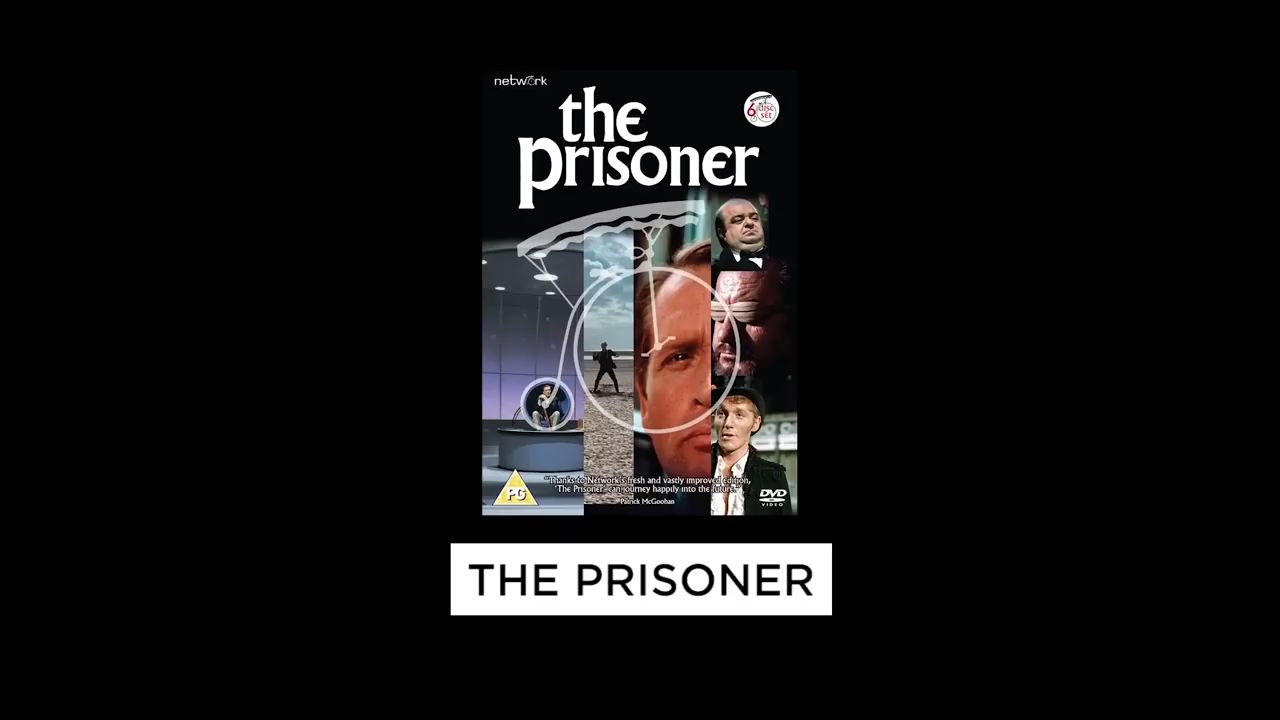 network
the
prisoner
6 DISC
SET
"Thanks to Network's fresh and vastly improved edition,
'The Prisoner' can journey happily into the future."
Patrick McGoohan
PG
DVD
VIDEO
THE PRISONER